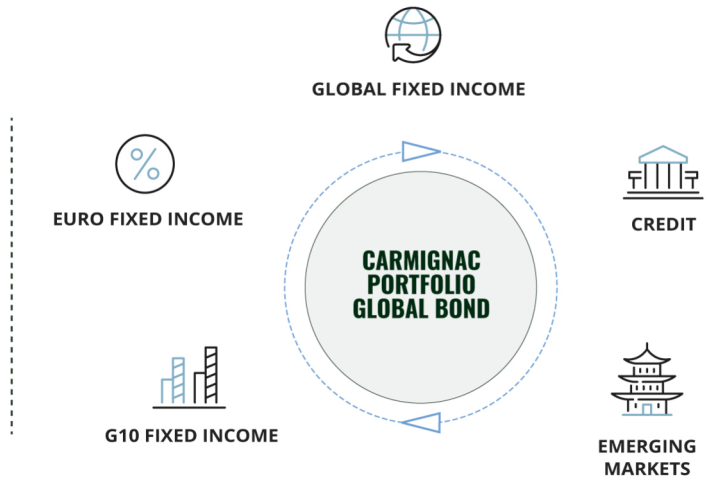 GLOBAL FIXED INCOME
EURO FIXED INCOME
CREDIT
CARMIGNAC
PORTFOLIO
GLOBAL BOND
G10 FIXED INCOME
EMERGING
MARKETS